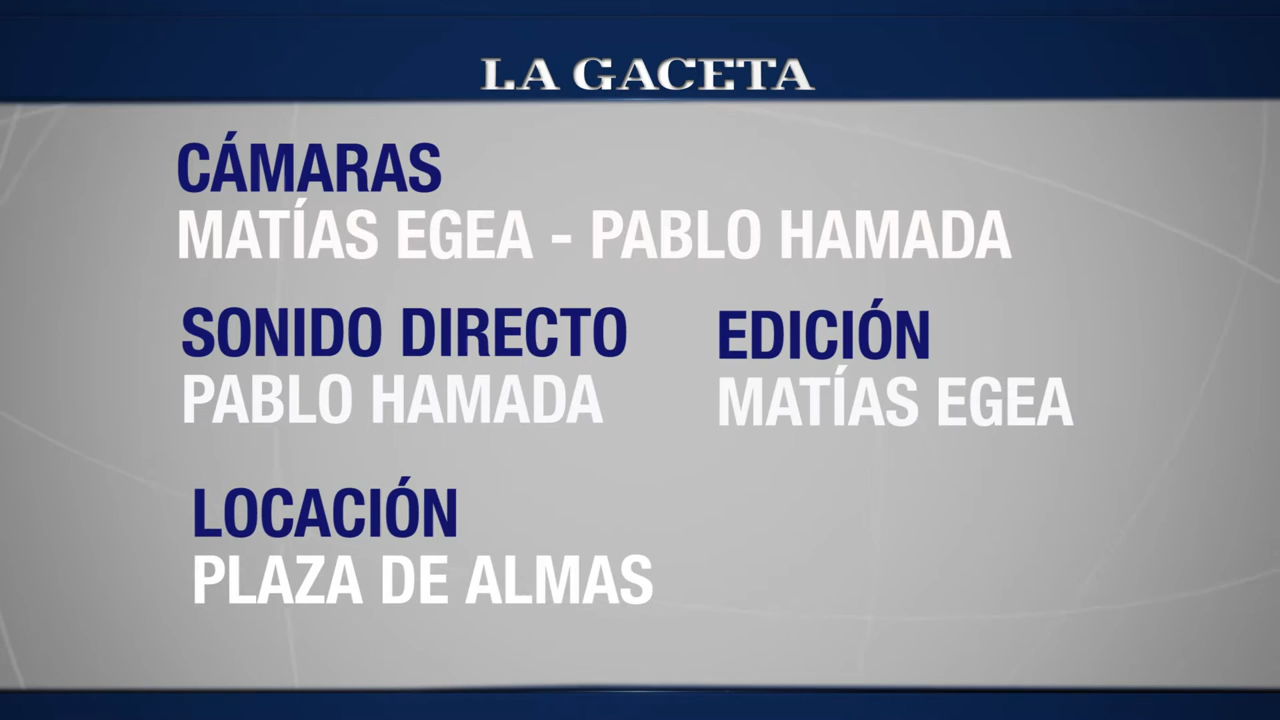 LA GACETA
CÁMARAS
MATÍAS EGEA - PABLO HAMADA
SONIDO DIRECTO
PABLO HAMADA
EDICIÓN
MATÍAS EGEA
LOCACIÓN
PLAZA DE ALMAS